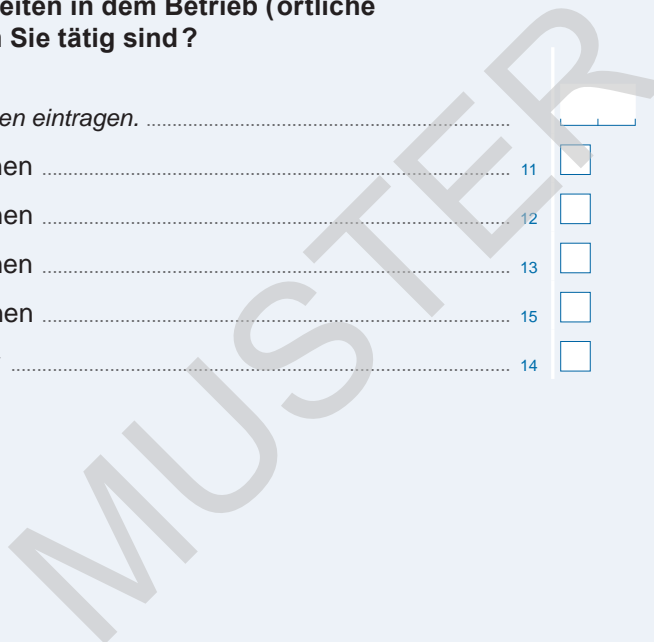 eiten in dem Betrieb (örtliche
n Sie tätig sind ?
en eintragen.
nen 11
nen 12
nen 13
nen 15
14
MUSTER